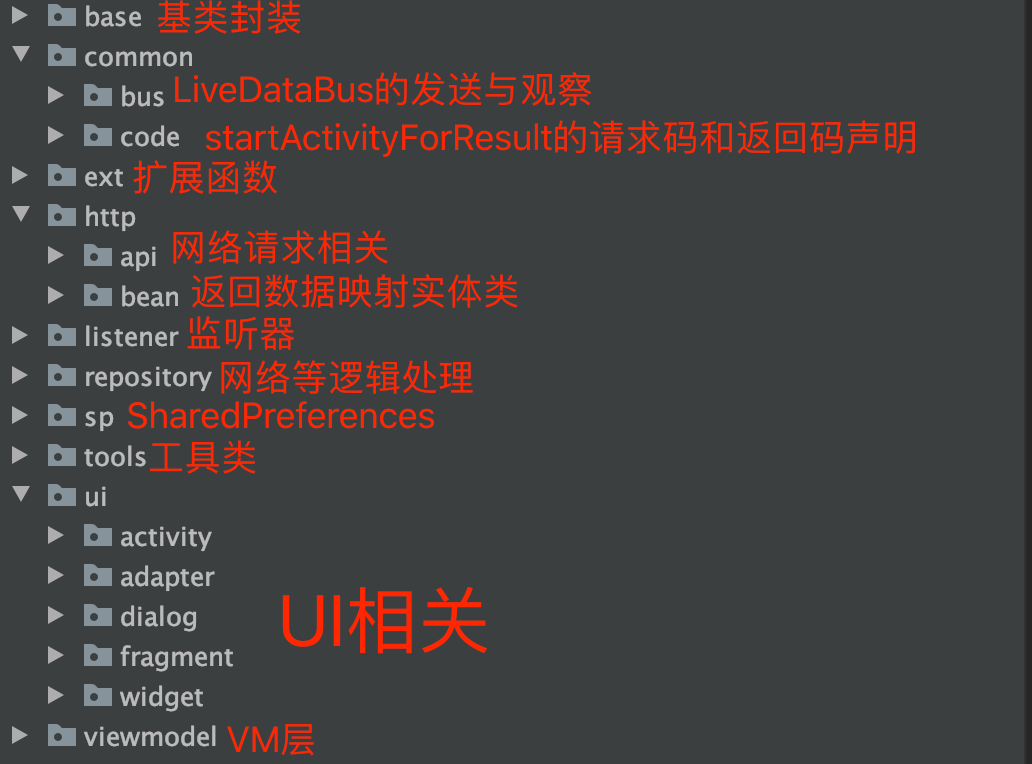 base 基类封装
common
bus LiveDataBus的发送与观察
code startActivityForResult的请求码和返回码声明
ext 扩展函数
http
api 网络请求相关
bean 返回数据映射实体类
listener 监听器
repository 网络等逻辑处理
sp SharedPreferences
tools 工具类
ui
activity
adapter
dialog
UI相关
fragment
widget
viewmodel VM层